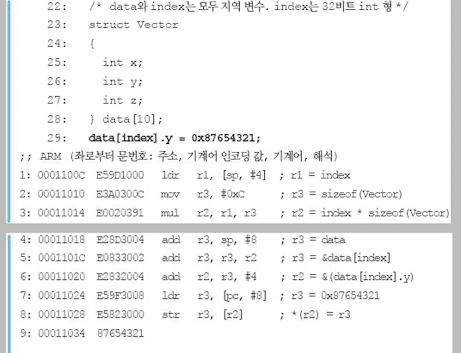 22: /* data와 index는 모두 지역 변수. index는 32비트 int 형 */
23: struct Vector
24: {
25: int x;
26: int y;
27: int z;
28: } data[10];
29: data[index].y = 0x87654321;
;; ARM (좌로부터 문번호: 주소, 기계어 인코딩 값, 기계어, 해석)
1: 0001100C E59D1000 ldr r1, [sp, #4] ; r1 = index
2: 00011010 E3A0300C mov r3, #0xC ; r3 = sizeof(Vector)
3: 00011014 E0020391 mul r2, r1, r3 ; r2 = index * sizeof(Vector)
4: 00011018 E28D3004 add r3, sp, #8 ; r3 = data
5: 0001101C E0833002 add r3, r3, r2 ; r3 = &data[index]
6: 00011020 E2832004 add r2, r3, #4 ; r2 = &(data[index].y)
7: 00011024 E59F3008 ldr r3, [pc, #8] ; r3 = 0x87654321
8: 00011028 E5823000 str r3, [r2] ; *(r2) = r3
9: 00011034 87654321